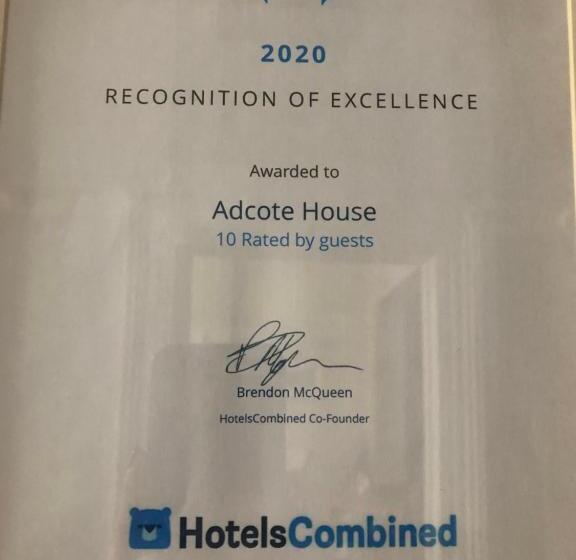 2020
RECOGNITION OF EXCELLENCE
Awarded to
Adcote House
10 Rated by guests
Brendon McQueen
HotelsCombined Co-Founder
HotelsCombined